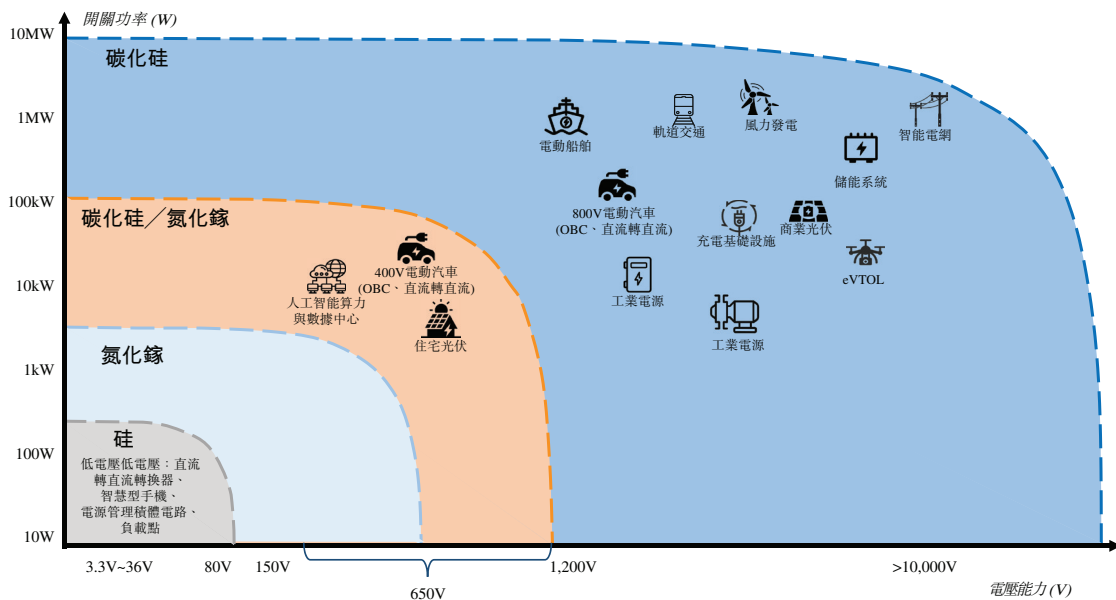 開關功率 (W)
10MW
1MW
100kW
10kW
1kW
100W
10W
碳化硅
電動船舶
軌道交通
風力發電
智能電網
儲能系統
800V電動汽車
(OBC、直流轉直流)
充電基礎設施
商業光伏
eVTOL
工業電源
工業電源
碳化硅／氮化鎵
400V電動汽車
(OBC、直流轉直流)
人工智能算力
與數據中心
住宅光伏
氮化鎵
硅
低電壓低電壓：直流
轉直流轉換器、
智慧型手機、
電源管理積體電路、
負載點
3.3V~36V
80V
150V
650V
1,200V
>10,000V
電壓能力 (V)